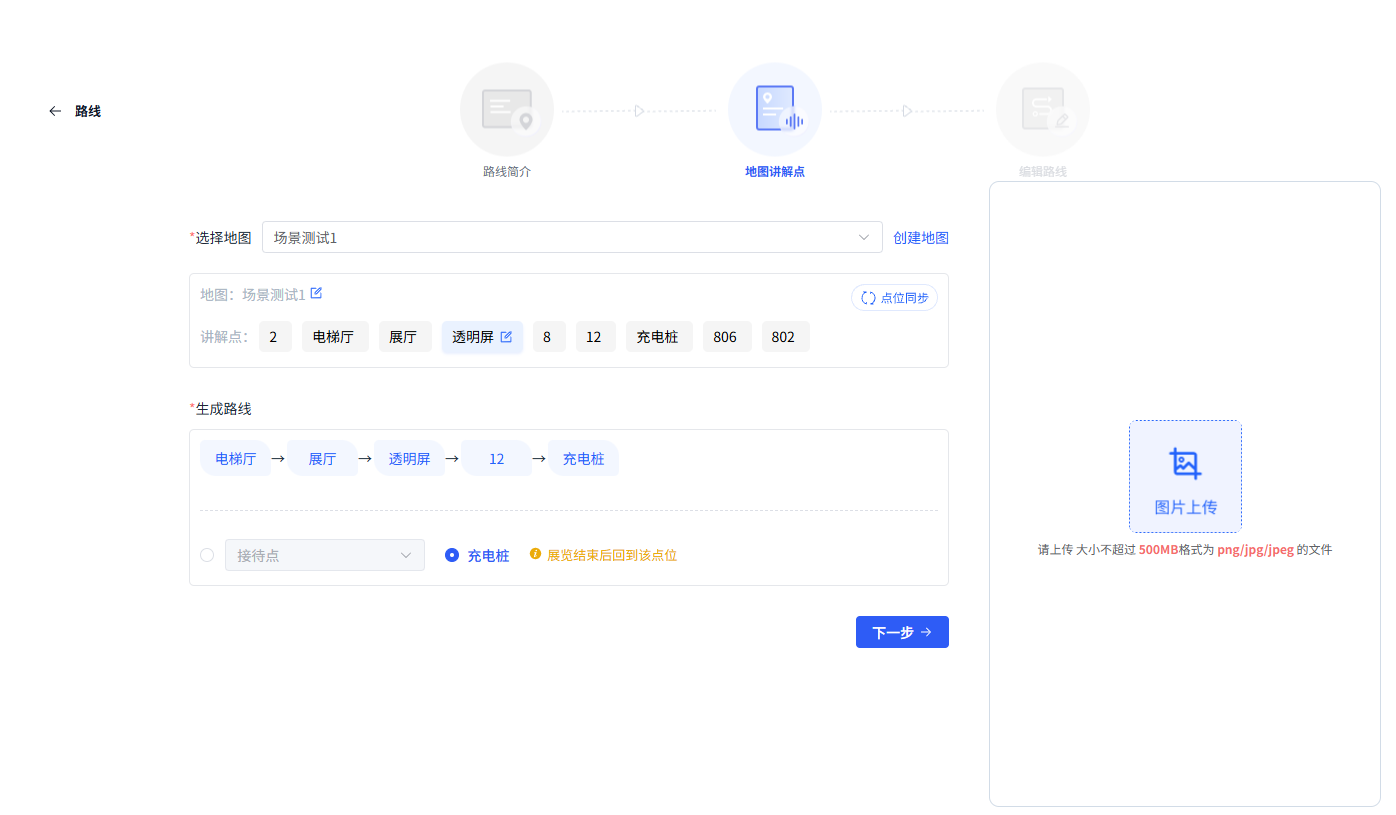 路线
路线简介
地图讲解点
编辑路线
*选择地图 场景测试1 创建地图
地图：场景测试1 点位同步
讲解点： 2 电梯厅 展厅 透明屏 8 12 充电桩 806 802
*生成路线
电梯厅 → 展厅 → 透明屏 → 12 → 充电桩
接待点 充电桩 展览结束后回到该点位
下一步 →
图片上传
请上传 大小不超过 500MB格式为 png/jpg/jpeg 的文件